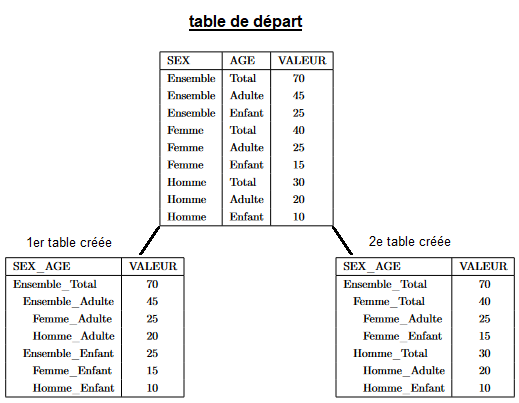 table de départ
SEX AGE VALEUR
Ensemble Total 70
Ensemble Adulte 45
Ensemble Enfant 25
Femme Total 40
Femme Adulte 25
Femme Enfant 15
Homme Total 30
Homme Adulte 20
Homme Enfant 10
1er table créée
SEX_AGE VALEUR
Ensemble_Total 70
Ensemble_Adulte 45
Femme_Adulte 25
Homme_Adulte 20
Ensemble_Enfant 25
Femme_Enfant 15
Homme_Enfant 10
2e table créée
SEX_AGE VALEUR
Ensemble_Total 70
Femme_Total 40
Femme_Adulte 25
Femme_Enfant 15
Homme_Total 30
Homme_Adulte 20
Homme_Enfant 10